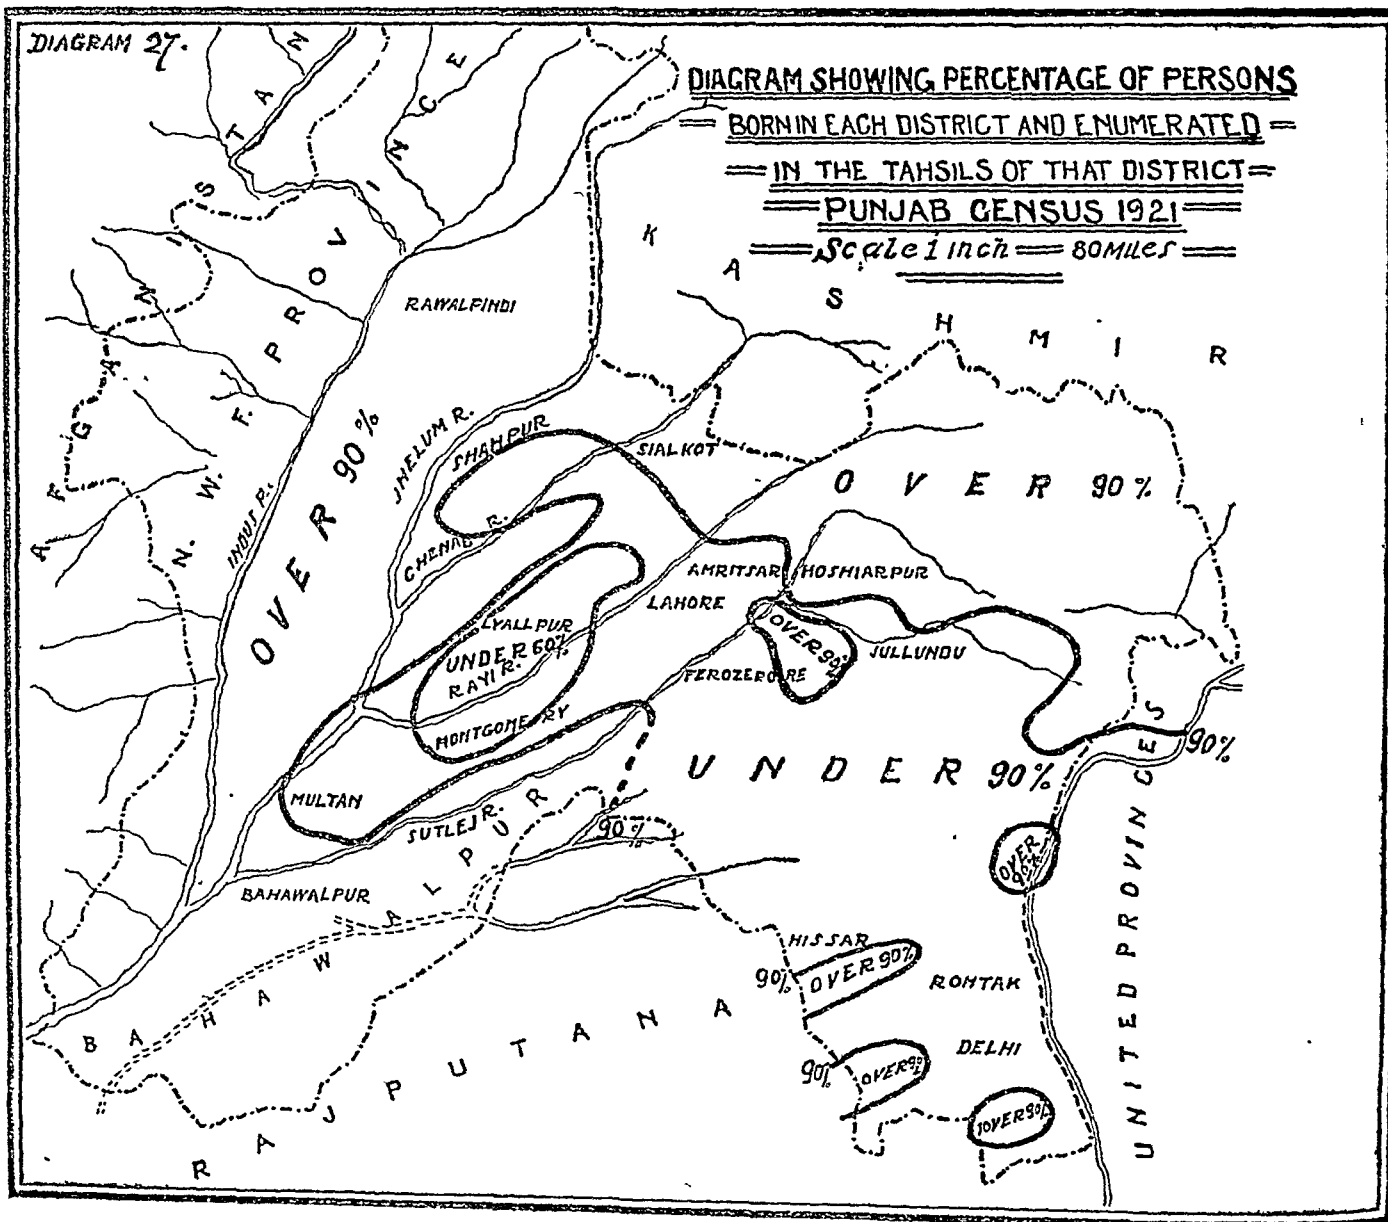 DIAGRAM 27.
DIAGRAM SHOWING PERCENTAGE OF PERSONS
BORN IN EACH DISTRICT AND ENUMERATED
IN THE TAHSILS OF THAT DISTRICT
PUNJAB CENSUS 1921
Scale 1 inch = 80 Miles
AFGANISTAN
N. W. F. PROVINCE
KASHMIR
RAWALPINDI
INDUS R.
OVER 90%
JHELUM R.
SHAHPUR
SIALKOT
OVER 90%
CHENAB R.
AMRITSAR
HOSHIARPUR
LAHORE
LYALLPUR
UNDER 60%
RAVI R.
OVER 90%
JULLUNDU
FEROZEPORE
MONTGOMERY
UNDER 90%
90%
MULTAN
SUTLEJ R.
90%
OVER 90%
BAHAWALPUR
BAHAWALPUR
HISSAR
90%
OVER 90%
ROHTAK
DELHI
90%
OVER 90%
OVER 90%
RAJPUTANA
UNITED PROVINCES